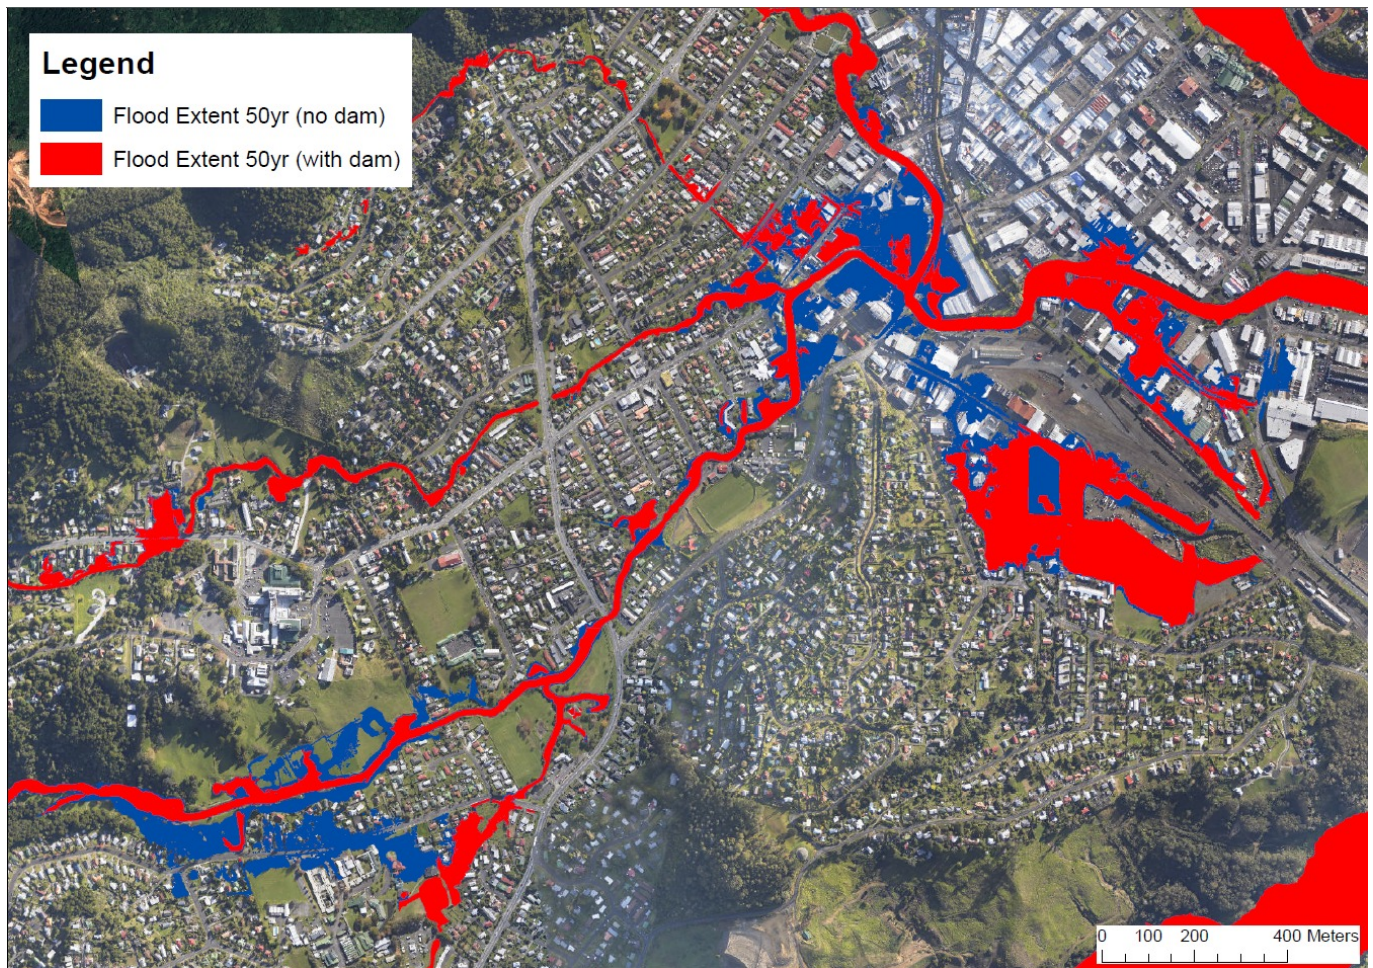 Legend
Flood Extent 50yr (no dam)
Flood Extent 50yr (with dam)
0 100 200 400 Meters